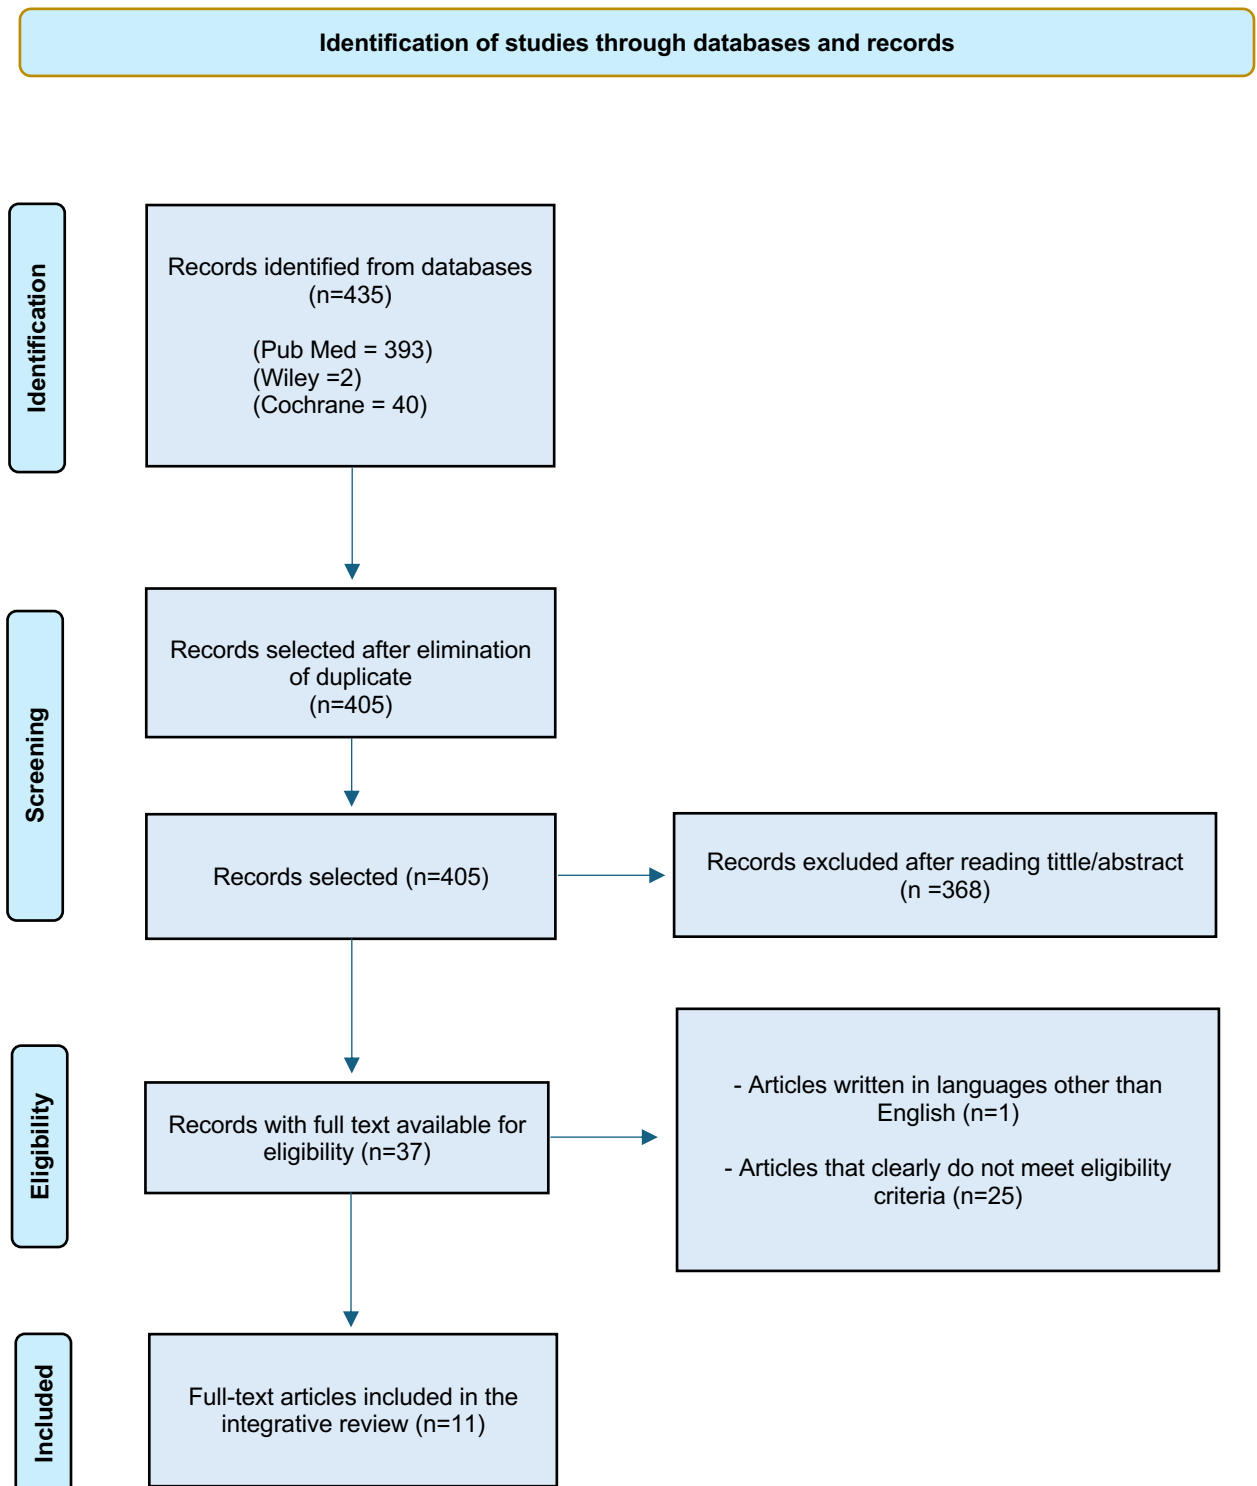 Identification of studies through databases and records
Identification
Records identified from databases
(n=435)
(Pub Med = 393)
(Wiley =2)
(Cochrane = 40)
Screening
Records selected after elimination
of duplicate
(n=405)
Records selected (n=405)
Records excluded after reading tittle/abstract
(n =368)
Eligibility
Records with full text available for
eligibility (n=37)
- Articles written in languages other than
English (n=1)
- Articles that clearly do not meet eligibility
criteria (n=25)
Included
Full-text articles included in the
integrative review (n=11)